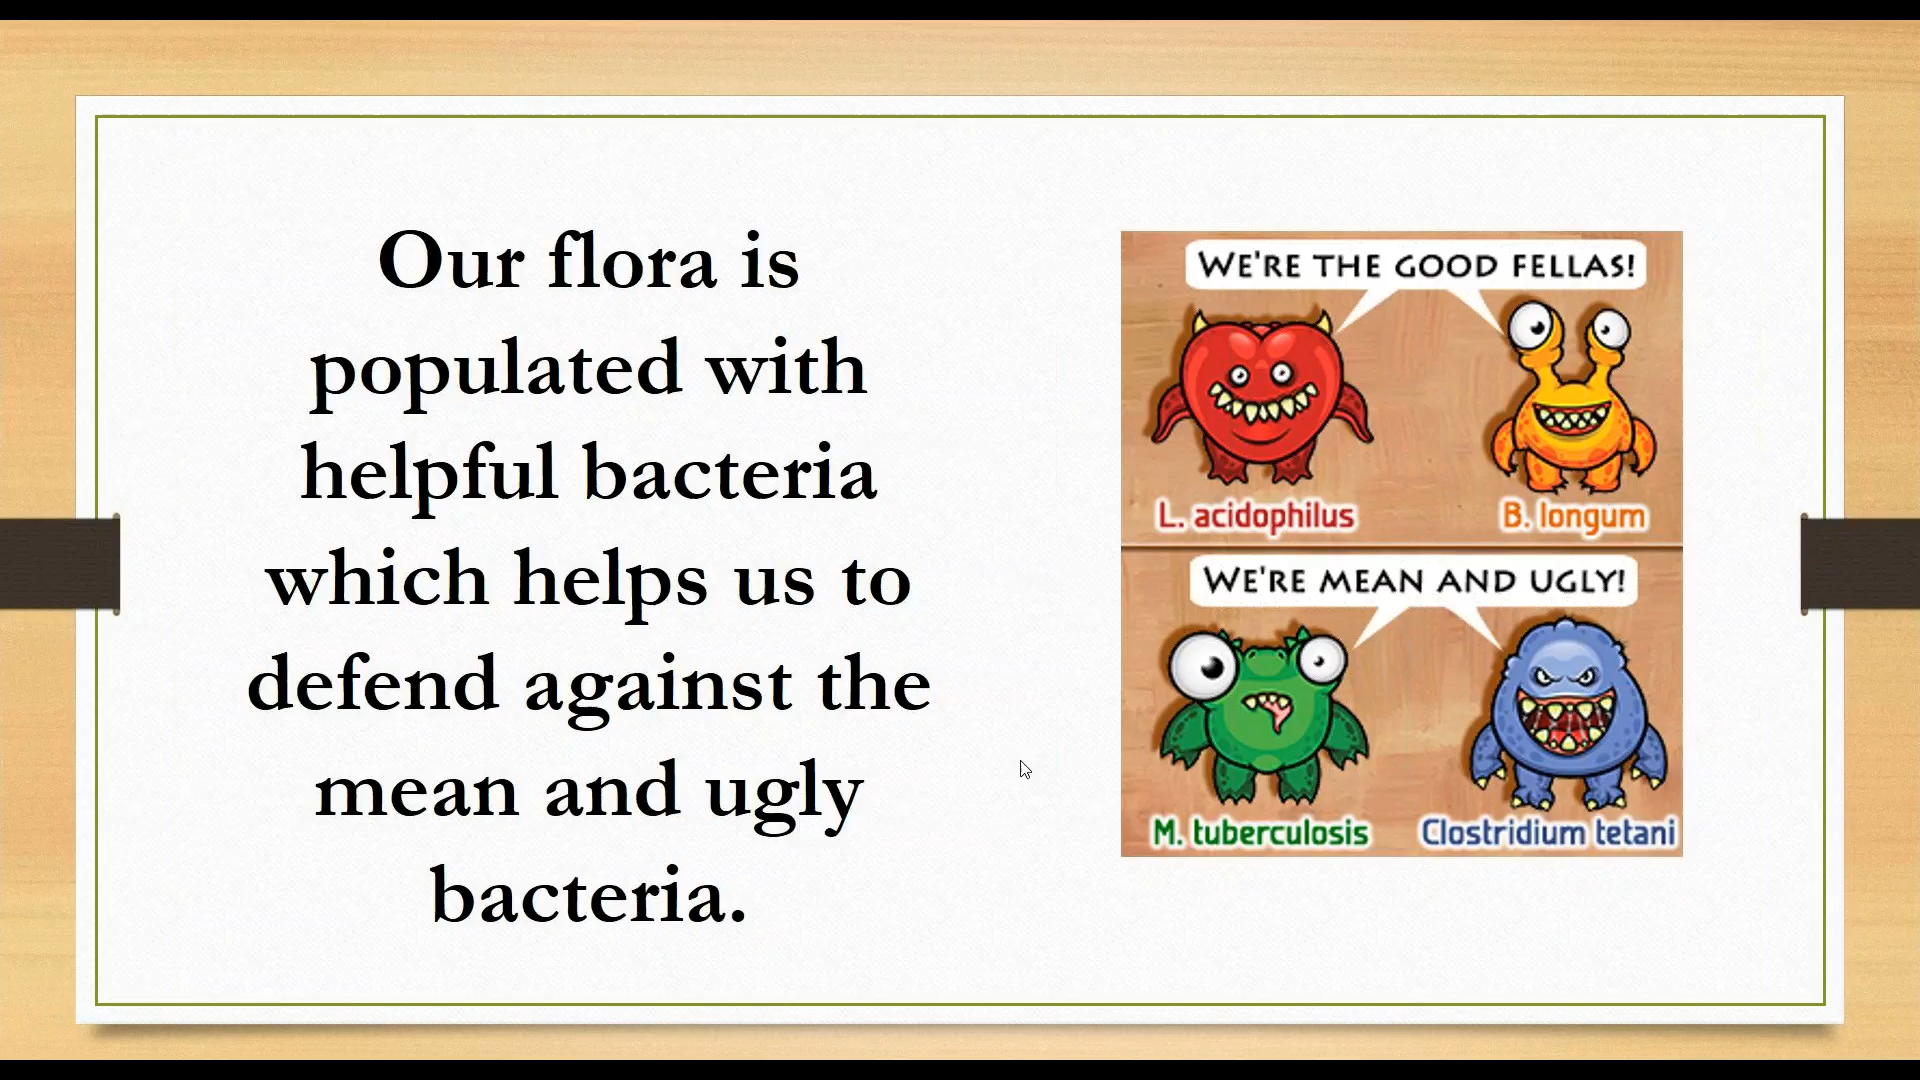 Our flora is
populated with
helpful bacteria
which helps us to
defend against the
mean and ugly
bacteria.
WE'RE THE GOOD FELLAS!
L. acidophilus
B. longum
WE'RE MEAN AND UGLY!
M. tuberculosis
Clostridium tetani